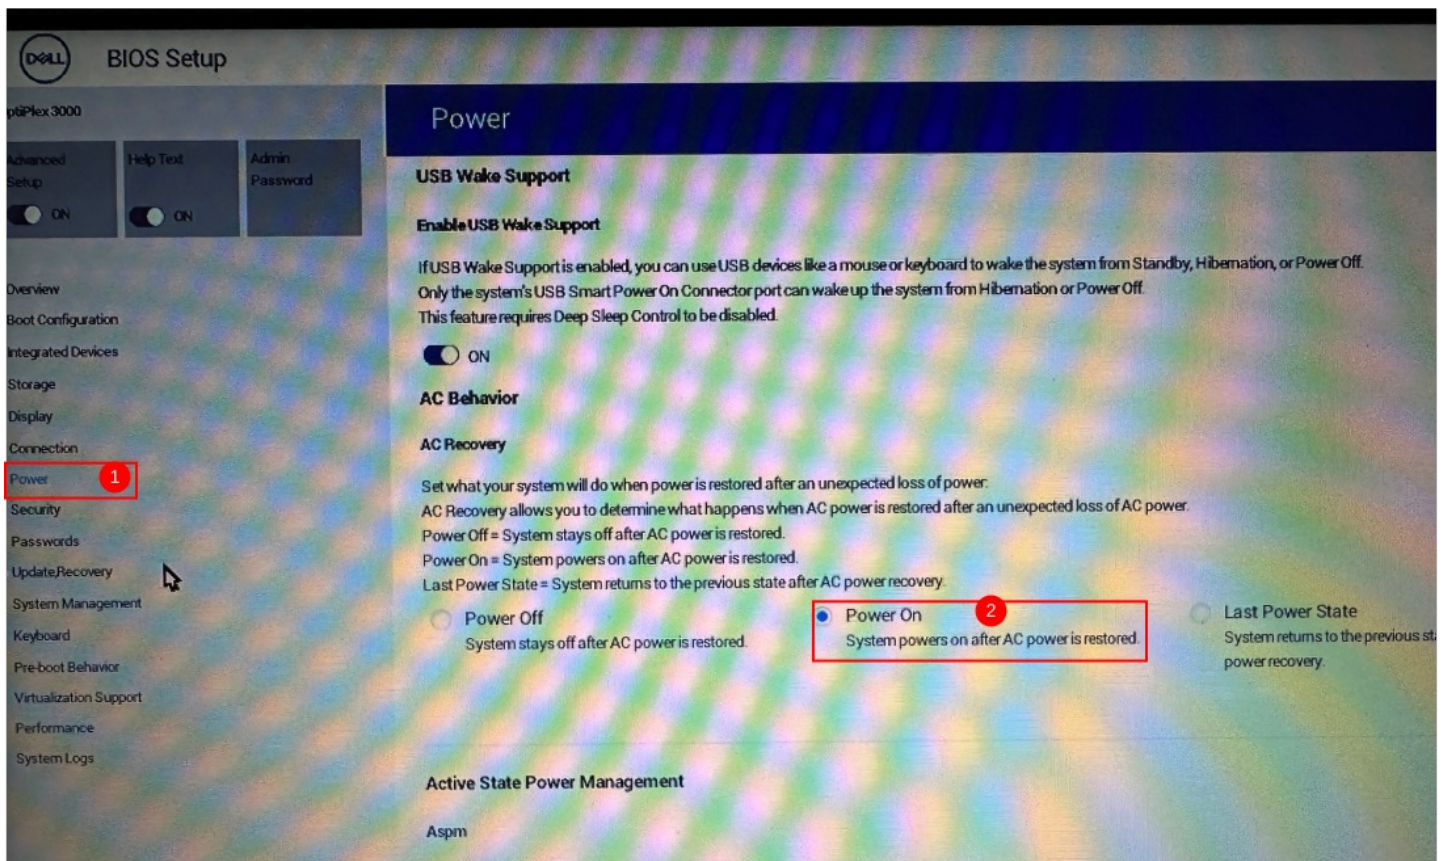 DELL
BIOS Setup
ptiPlex 3000
Advanced
Setup
ON
Help Text
ON
Admin
Password
Overview
Boot Configuration
Integrated Devices
Storage
Display
Connection
Power
1
Security
Passwords
Update,Recovery
System Management
Keyboard
Pre-boot Behavior
Virtualization Support
Performance
System Logs
Power
USB Wake Support
Enable USB Wake Support
If USB Wake Support is enabled, you can use USB devices like a mouse or keyboard to wake the system from Standby, Hibernation, or Power Off.
Only the system's USB Smart Power On Connector port can wake up the system from Hibernation or Power Off.
This feature requires Deep Sleep Control to be disabled.
ON
AC Behavior
AC Recovery
Set what your system will do when power is restored after an unexpected loss of power.
AC Recovery allows you to determine what happens when AC power is restored after an unexpected loss of AC power.
Power Off = System stays off after AC power is restored.
Power On = System powers on after AC power is restored.
Last Power State = System returns to the previous state after AC power recovery.
Power Off
System stays off after AC power is restored.
Power On
2
System powers on after AC power is restored.
Last Power State
System returns to the previous sta
power recovery.
Active State Power Management
Aspm